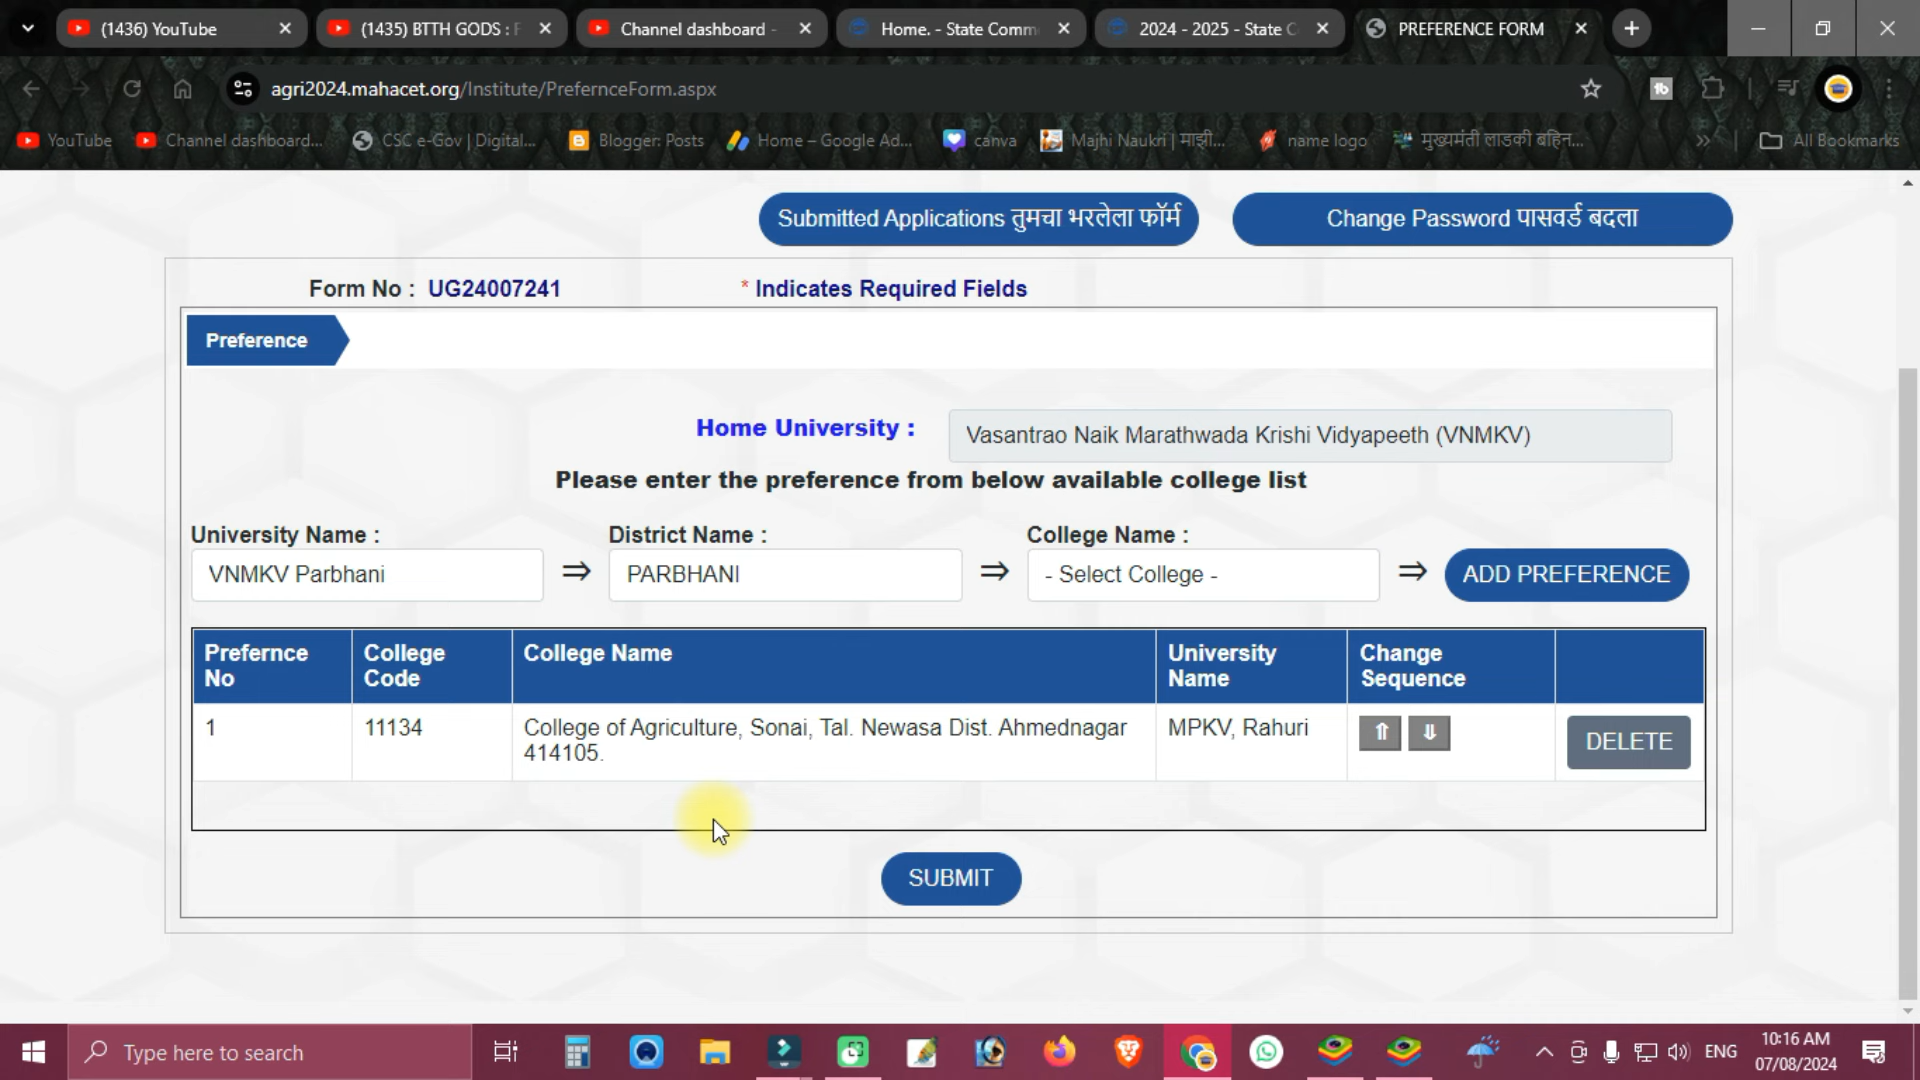 (1436) YouTube
(1435) BTTH GODS : F
Channel dashboard -
Home. - State Comm
2024 - 2025 - State C
PREFERENCE FORM
agri2024.mahacet.org/Institute/PrefernceForm.aspx
YouTube
Channel dashboard...
CSC e-Gov | Digital...
Blogger: Posts
Home – Google Ad...
canva
Majhi Naukri | माझी...
name logo
मुख्यमंती लाडकी बहिन...
All Bookmarks
Submitted Applications तुमचा भरलेला फॉर्म
Change Password पासवर्ड बदला
Form No : UG24007241
* Indicates Required Fields
Preference
Home University :
Vasantrao Naik Marathwada Krishi Vidyapeeth (VNMKV)
Please enter the preference from below available college list
University Name :
District Name :
College Name :
VNMKV Parbhani
⇒
PARBHANI
⇒
- Select College -
⇒
ADD PREFERENCE
Prefernce No
College Code
College Name
University Name
Change Sequence
1
11134
College of Agriculture, Sonai, Tal. Newasa Dist. Ahmednagar
414105.
MPKV, Rahuri
⇑
⇓
DELETE
SUBMIT
Type here to search
ENG
10:16 AM
07/08/2024